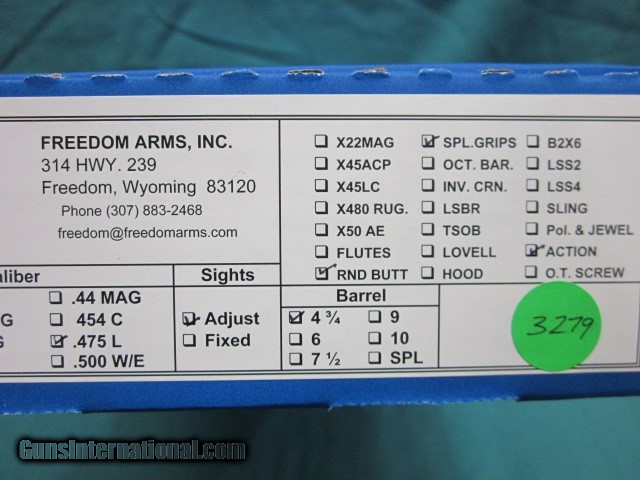 FREEDOM ARMS, INC.
314 HWY. 239
Freedom, Wyoming 83120
Phone (307) 883-2468
freedom@freedomarms.com
X22MAG SPL.GRIPS B2X6
X45ACP OCT. BAR. LSS2
X45LC INV. CRN. LSS4
X480 RUG. LSBR SLING
X50 AE TSOB Pol. & JEWEL
FLUTES LOVELL ACTION
RND BUTT HOOD O.T. SCREW
aliber Sights Barrel
.44 MAG
G 454 C Adjust 4 ¾ 9
G .475 L Fixed 6 10
.500 W/E 7 ½ SPL
3279
GunsInternational.com